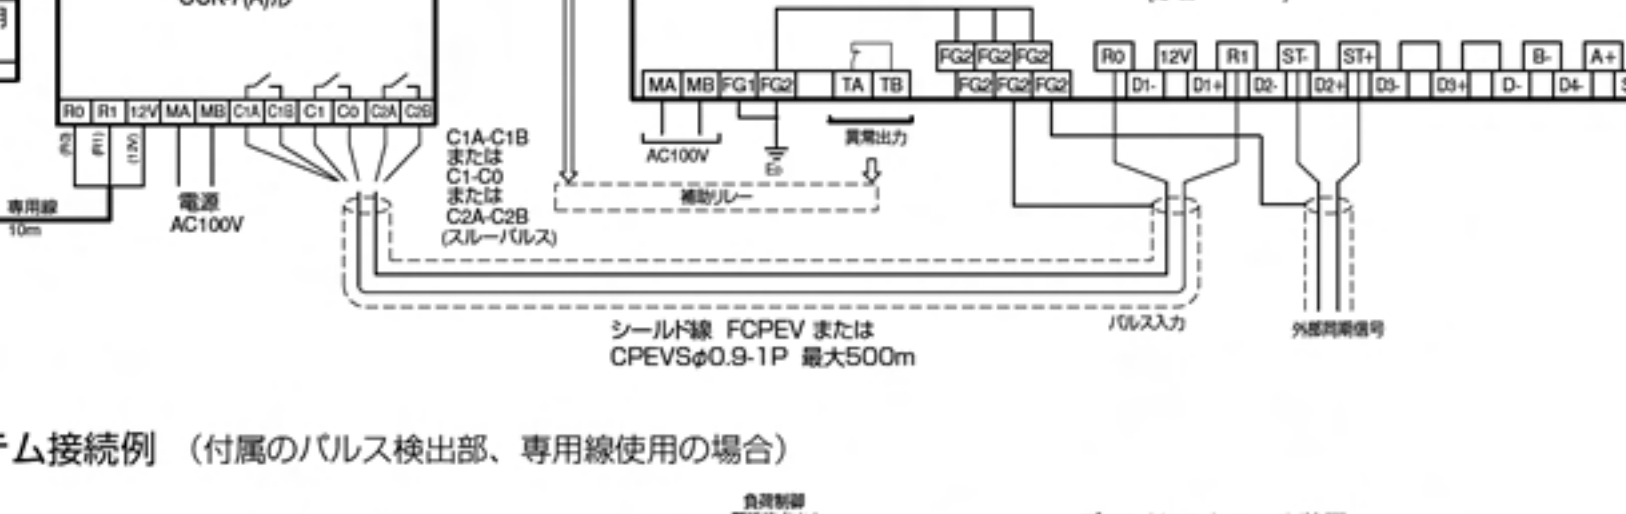 FG2 FG2 FG2 R0 12V R1 ST- ST+ B- A+
MA MB FG1 FG2 TA TB FG2 FG2 FG2 D1- D1+ D2- D2+ D3- D3+ D- D4-
R0 R1 12V MA MB C1A C1B C1 C0 C2A C2B
(R0) (R1) (12V)
C1A-C1B
または
C1-C0
または
C2A-C2B
(スルーパルス)
AC100V
ED
異常出力
補助リレー
専用線
10m
電源
AC100V
シールド線 FCPEV または
CPEVSφ0.9-1P 最大500m
パルス入力
外部同期信号
テム接続例 （付属のパルス検出部、専用線使用の場合）
負荷制御